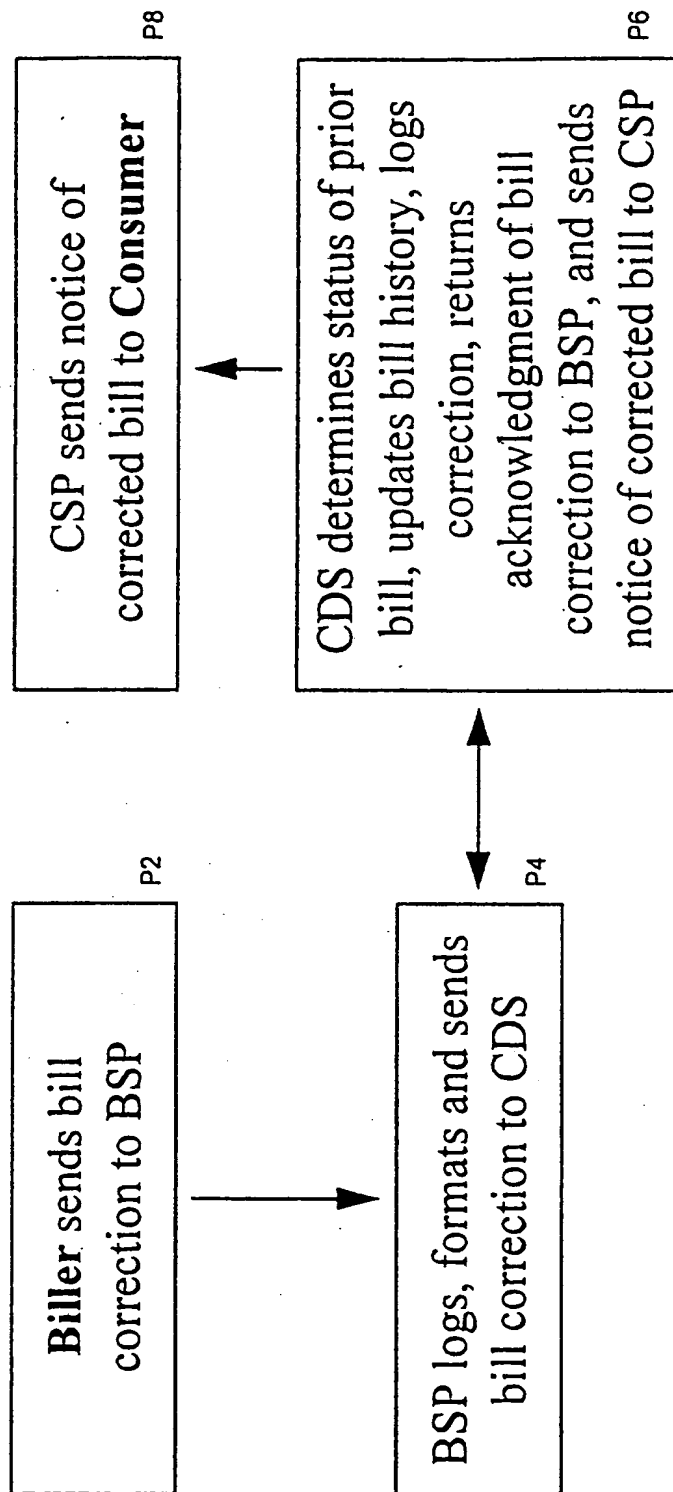 Biller sends bill
correction to BSP
P2
BSP logs, formats and sends
bill correction to CDS
P4
CDS determines status of prior
bill, updates bill history, logs
correction, returns
acknowledgment of bill
correction to BSP, and sends
notice of corrected bill to CSP
P6
CSP sends notice of
corrected bill to Consumer
P8